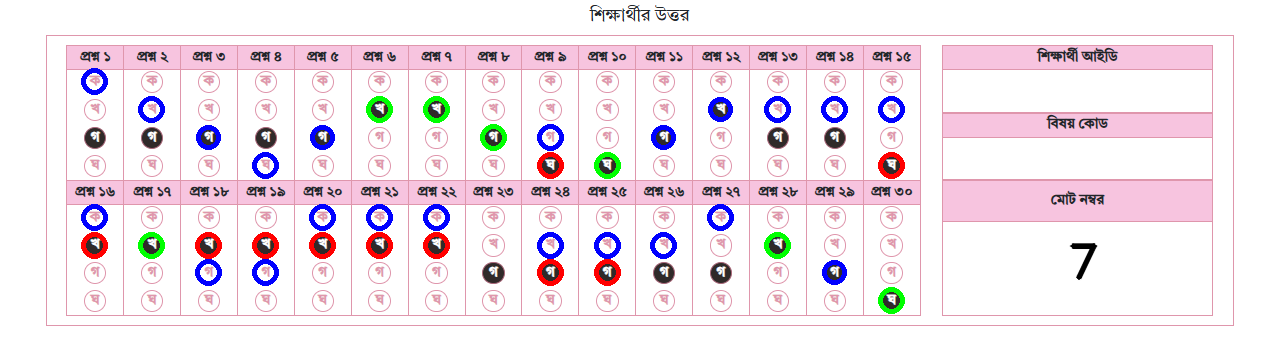 শিক্ষার্থীর উত্তর
প্রশ্ন ১ প্রশ্ন ২ প্রশ্ন ৩ প্রশ্ন ৪ প্রশ্ন ৫ প্রশ্ন ৬ প্রশ্ন ৭ প্রশ্ন ৮ প্রশ্ন ৯ প্রশ্ন ১০ প্রশ্ন ১১ প্রশ্ন ১২ প্রশ্ন ১৩ প্রশ্ন ১৪ প্রশ্ন ১৫
ক ক ক ক ক ক ক ক ক ক ক ক ক ক ক
খ খ খ খ খ খ খ খ খ খ খ খ খ খ খ
গ গ গ গ গ গ গ গ গ গ গ গ গ গ গ
ঘ ঘ ঘ ঘ ঘ ঘ ঘ ঘ ঘ ঘ ঘ ঘ ঘ ঘ ঘ
প্রশ্ন ১৬ প্রশ্ন ১৭ প্রশ্ন ১৮ প্রশ্ন ১৯ প্রশ্ন ২০ প্রশ্ন ২১ প্রশ্ন ২২ প্রশ্ন ২৩ প্রশ্ন ২৪ প্রশ্ন ২৫ প্রশ্ন ২৬ প্রশ্ন ২৭ প্রশ্ন ২৮ প্রশ্ন ২৯ প্রশ্ন ৩০
ক ক ক ক ক ক ক ক ক ক ক ক ক ক ক
খ খ খ খ খ খ খ খ খ খ খ খ খ খ খ
গ গ গ গ গ গ গ গ গ গ গ গ গ গ গ
ঘ ঘ ঘ ঘ ঘ ঘ ঘ ঘ ঘ ঘ ঘ ঘ ঘ ঘ ঘ
শিক্ষার্থী আইডি
বিষয় কোড
মোট নম্বর
7